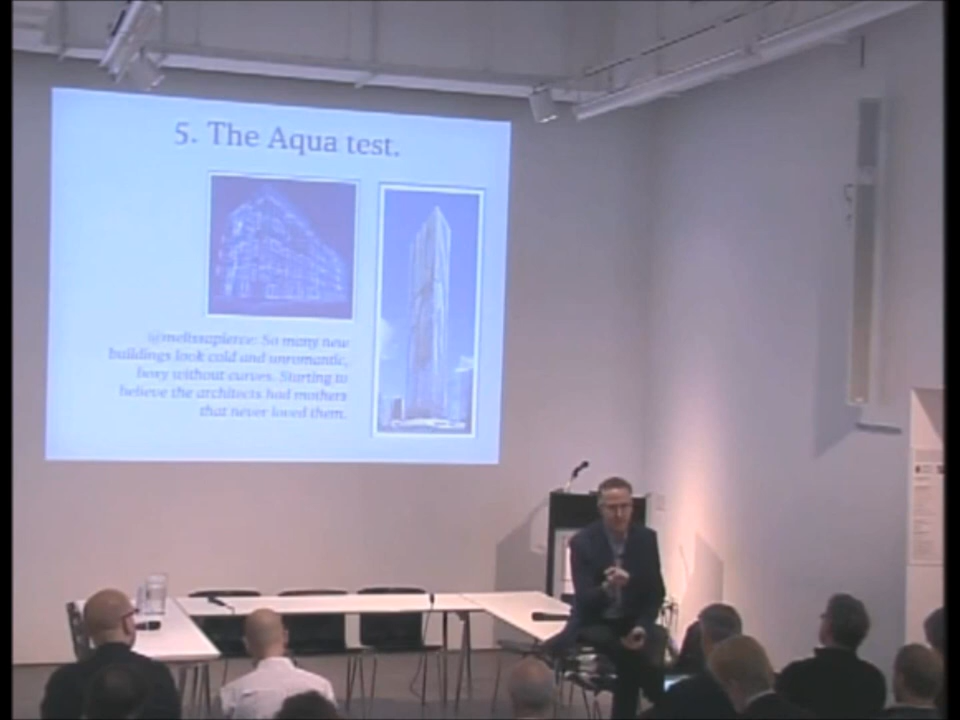 5. The Aqua test.
@melissapierce: So many new
buildings look cold and unromantic,
boxy without curves. Starting to
believe the architects had mothers
that never loved them.